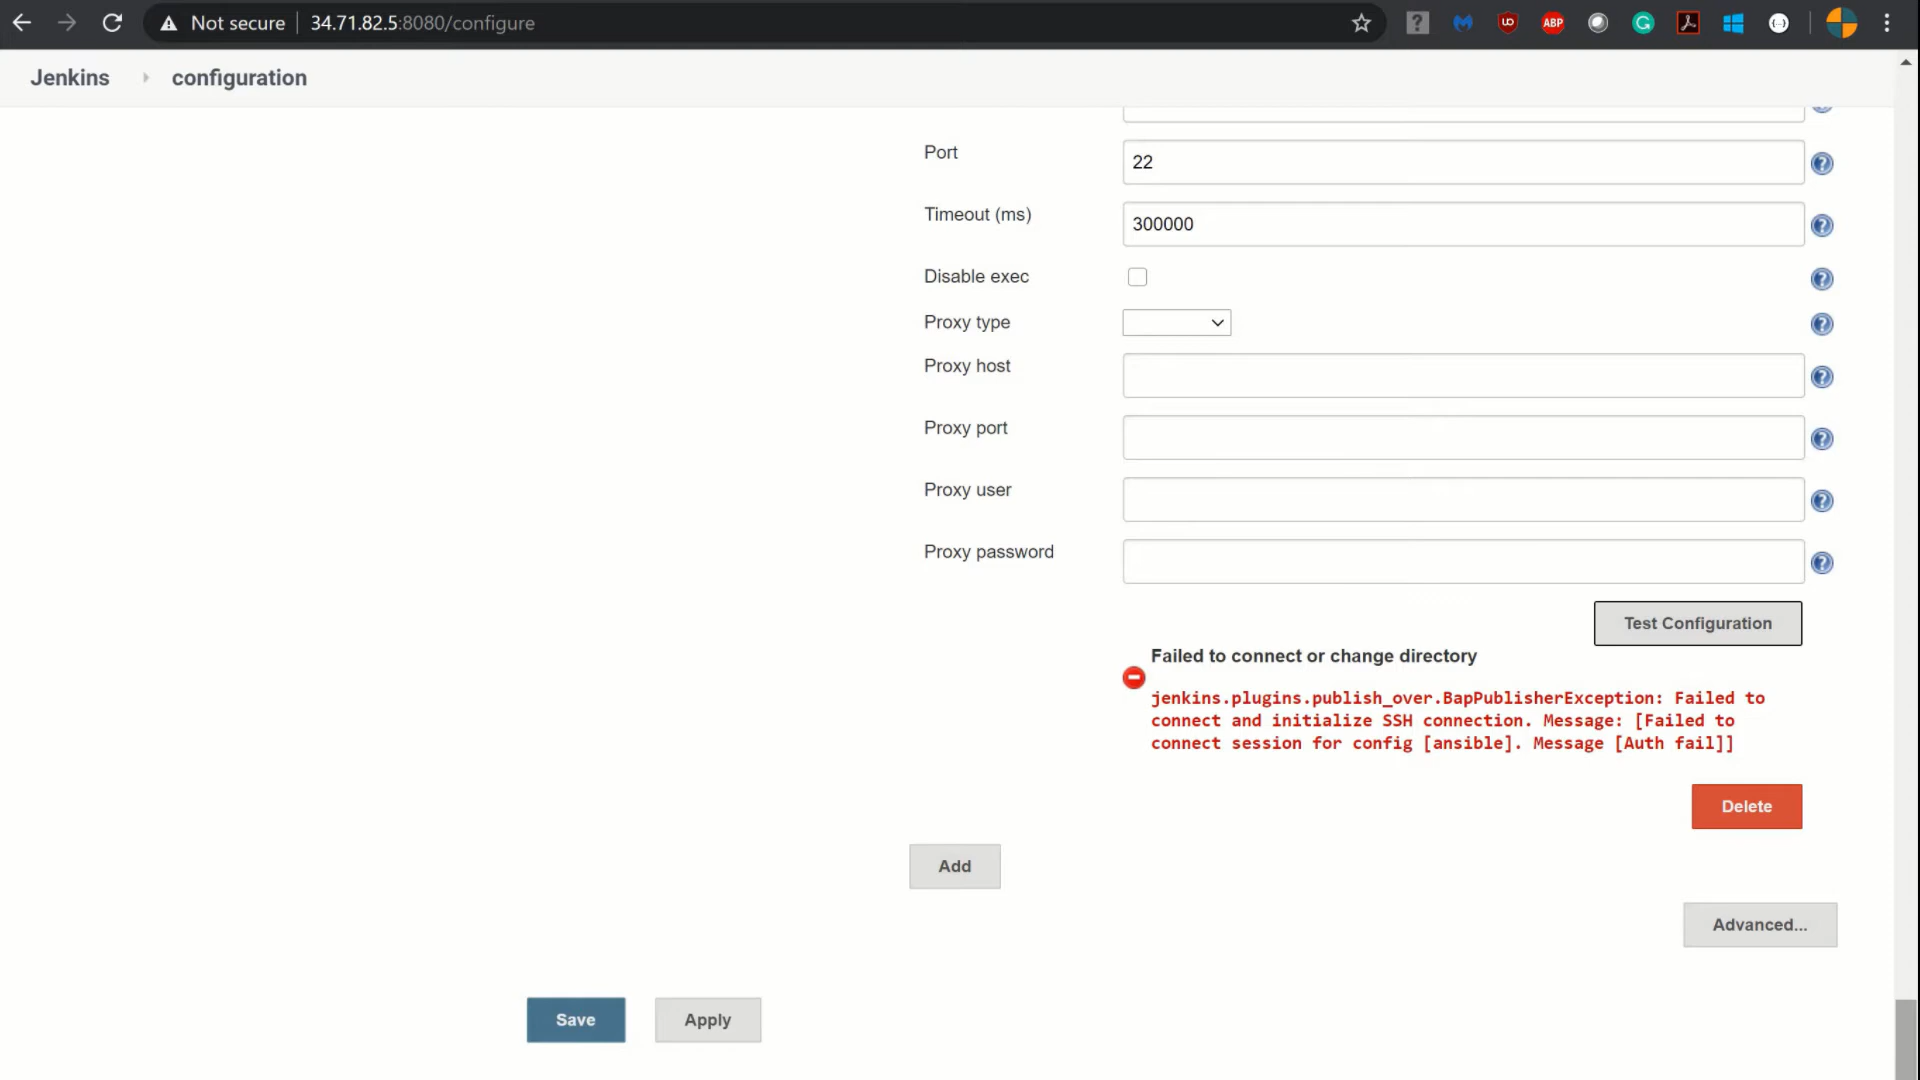 Not secure
34.71.82.5:8080/configure
ABP
Jenkins
configuration
Port
22
Timeout (ms)
300000
Disable exec
Proxy type
Proxy host
Proxy port
Proxy user
Proxy password
Test Configuration
Failed to connect or change directory
jenkins.plugins.publish_over.BapPublisherException: Failed to
connect and initialize SSH connection. Message: [Failed to
connect session for config [ansible]. Message [Auth fail]]
Delete
Add
Advanced...
Save
Apply